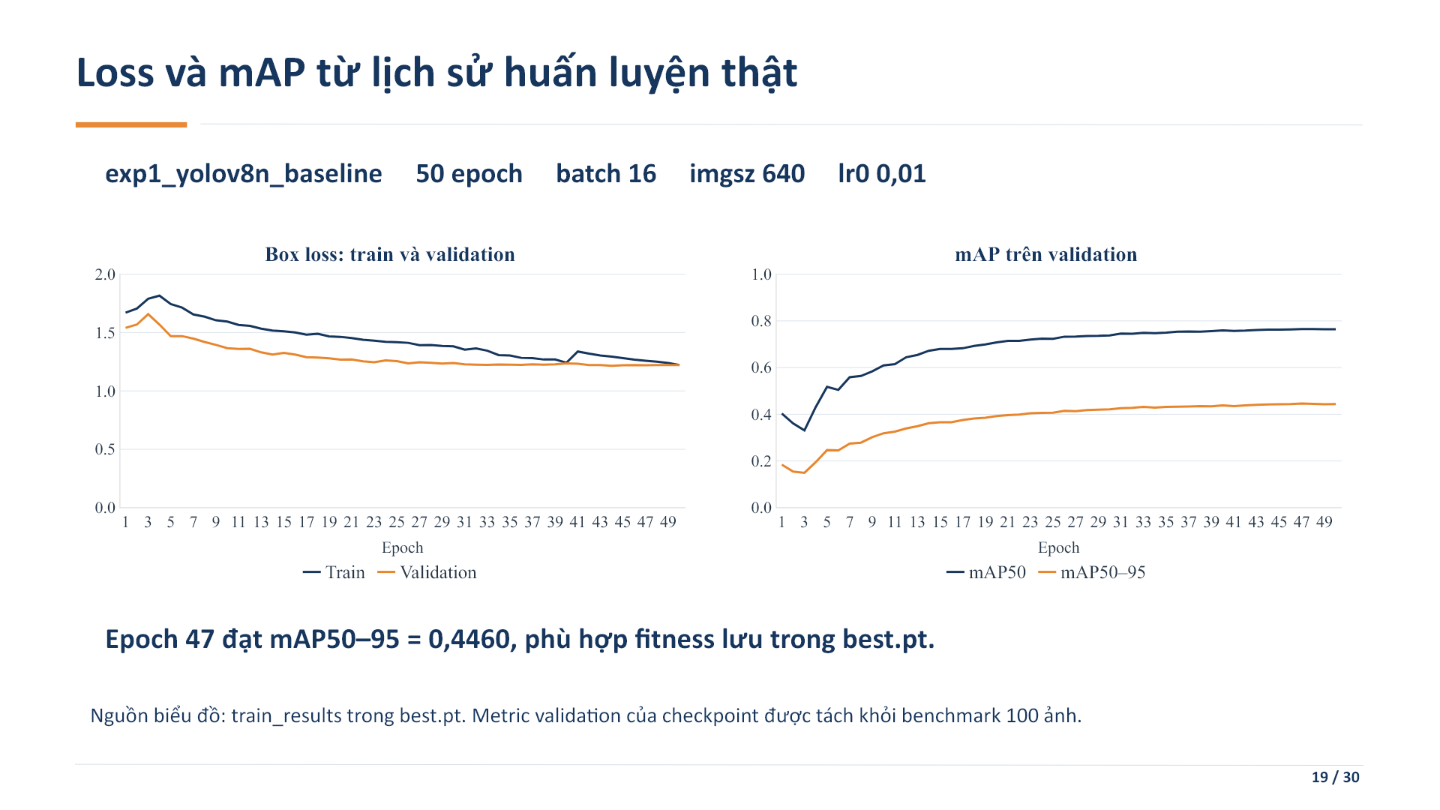 Loss và mAP từ lịch sử huấn luyện thật
exp1_yolov8n_baseline 50 epoch batch 16 imgsz 640 lr0 0,01
Box loss: train và validation
2.0
1.5
1.0
0.5
0.0
1 3 5 7 9 11 13 15 17 19 21 23 25 27 29 31 33 35 37 39 41 43 45 47 49
Epoch
Train Validation
mAP trên validation
1.0
0.8
0.6
0.4
0.2
0.0
1 3 5 7 9 11 13 15 17 19 21 23 25 27 29 31 33 35 37 39 41 43 45 47 49
Epoch
mAP50 mAP50–95
Epoch 47 đạt mAP50–95 = 0,4460, phù hợp fitness lưu trong best.pt.
Nguồn biểu đồ: train_results trong best.pt. Metric validation của checkpoint được tách khỏi benchmark 100 ảnh.
19 / 30